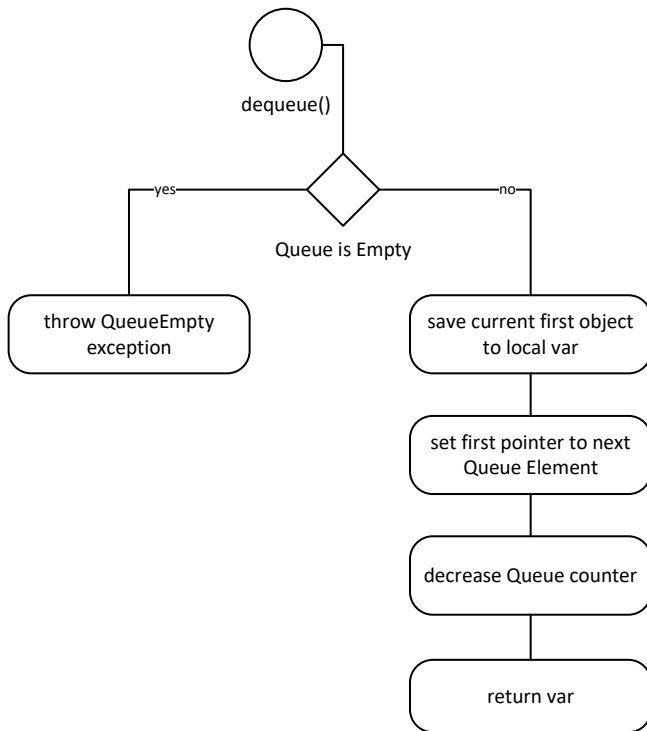 dequeue()
yes
no
Queue is Empty
throw QueueEmpty
exception
save current first object
to local var
set first pointer to next
Queue Element
decrease Queue counter
return var